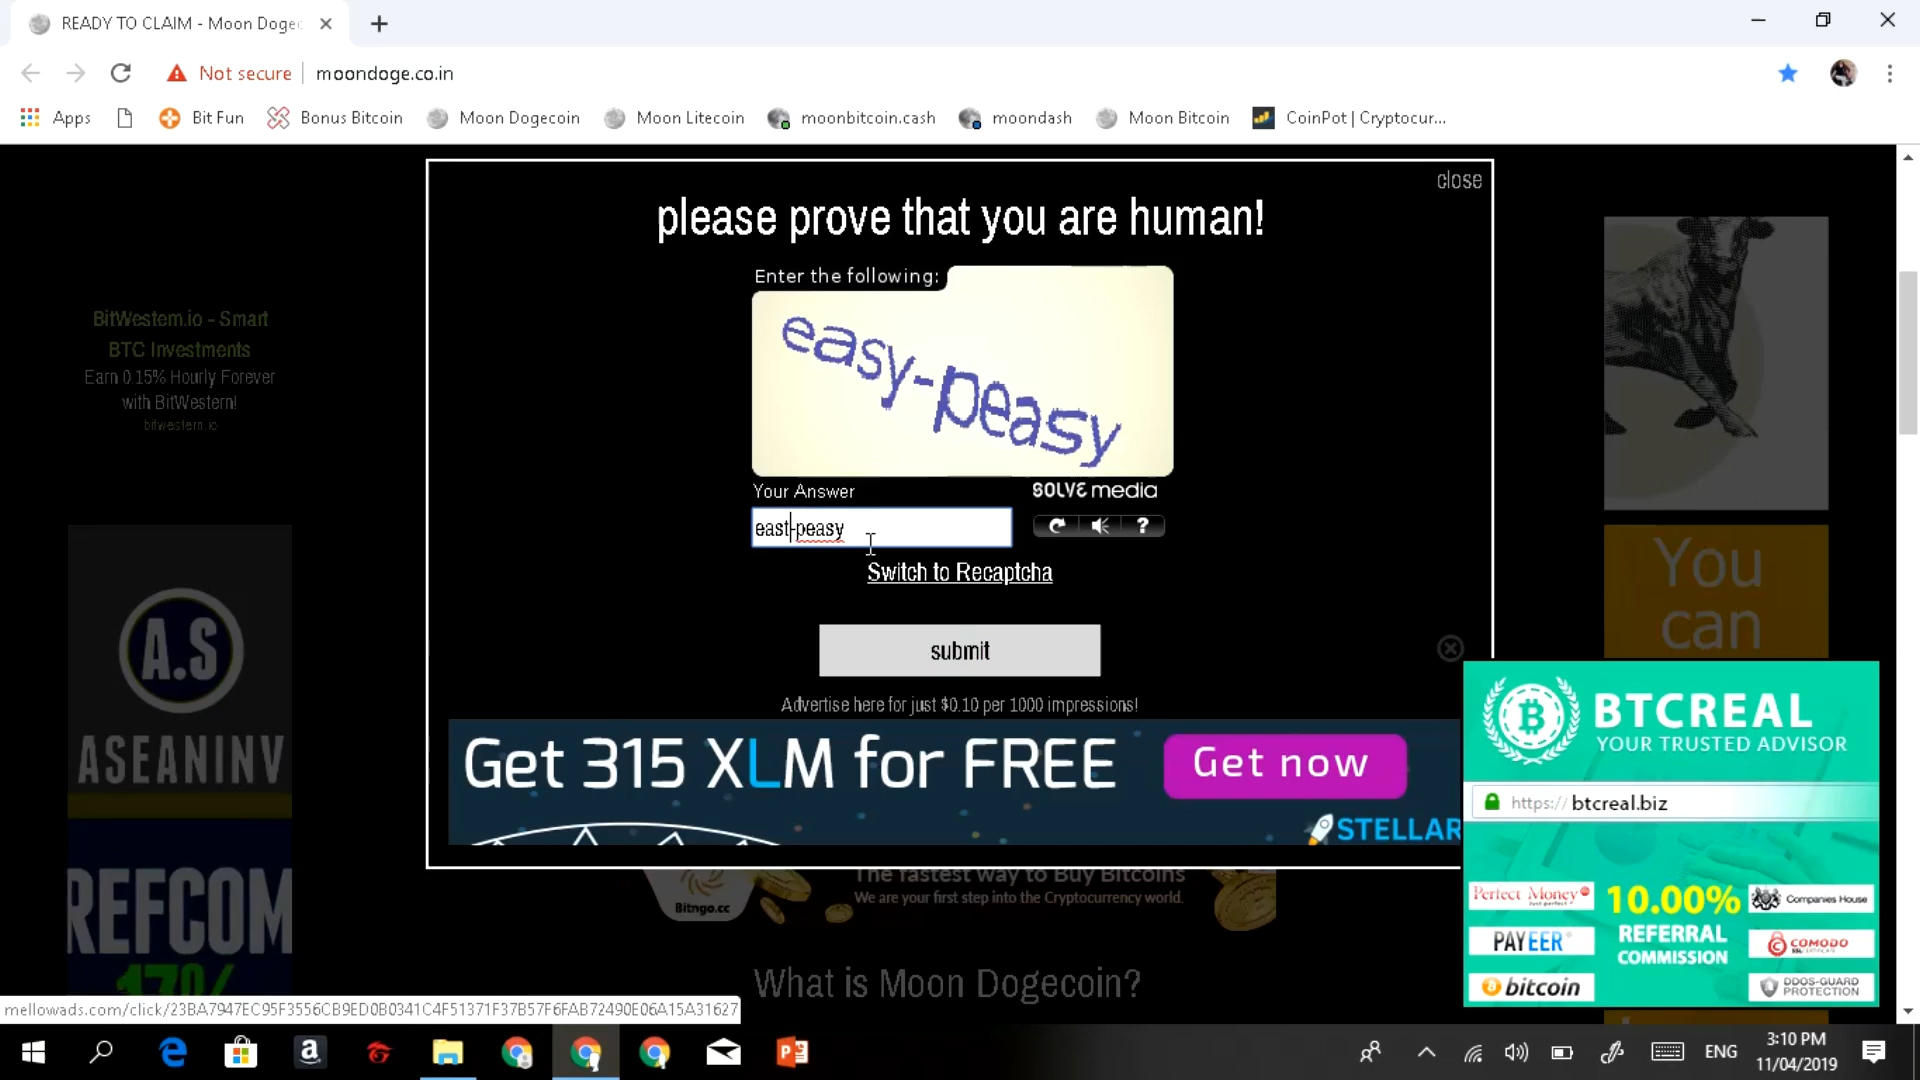 READY TO CLAIM - Moon Dogec
Not secure
moondoge.co.in
Apps
Bit Fun
Bonus Bitcoin
Moon Dogecoin
Moon Litecoin
moonbitcoin.cash
moondash
Moon Bitcoin
CoinPot | Cryptocur...
close
please prove that you are human!
Enter the following:
easy-peasy
Your Answer
SOLVE media
east-peasy
?
Switch to Recaptcha
submit
Advertise here for just $0.10 per 1000 impressions!
Get 315 XLM for FREE
Get now
STELLAR
BitWestern.io - Smart
BTC Investments
Earn 0.15% Hourly Forever
with BitWestern!
bitwestern.io
A.S
ASEANINV
REFCOM
17%
You
can
BTCREAL
YOUR TRUSTED ADVISOR
https:// btcreal.biz
Perfect Money
10.00%
Companies House
PAYEER
REFERRAL
COMMISSION
COMODO
bitcoin
DDOS-GUARD
PROTECTION
Bitngo.cc
The fastest way to Buy Bitcoins
We are your first step into the Cryptocurrency world.
What is Moon Dogecoin?
mellowads.com/click/23BA7947EC95F3556CB9ED0B0341C4F51371F37B57F6FAB72490E06A15A31627
ENG
3:10 PM
11/04/2019